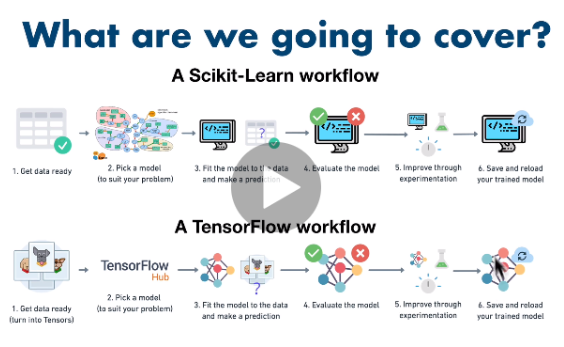 What are we going to cover?
A Scikit-Learn workflow
1. Get data ready
2. Pick a model
(to suit your problem)
3. Fit the model to the data
and make a prediction
4. Evaluate the model
5. Improve through
experimentation
6. Save and reload
your trained model
A TensorFlow workflow
TensorFlow
Hub
1. Get data ready
(turn into Tensors)
2. Pick a model
(to suit your problem)
3. Fit the model to the data
and make a prediction
4. Evaluate the model
5. Improve through
experimentation
6. Save and reload
your trained model